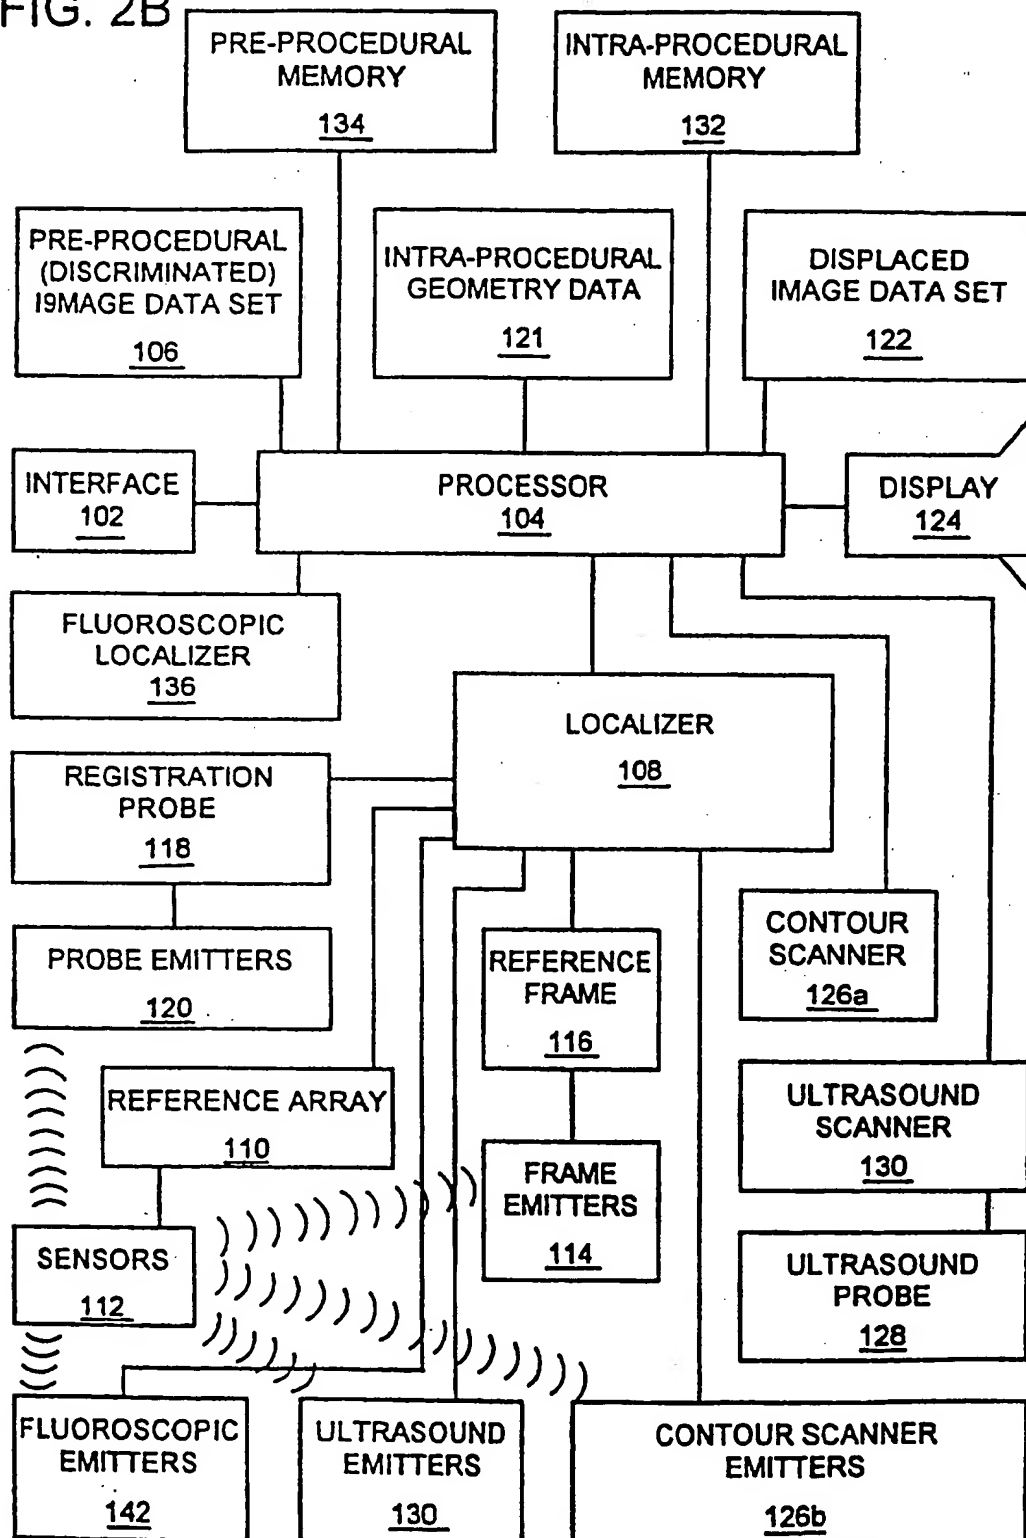 FIG. 2B
PRE-PROCEDURAL
MEMORY
134
INTRA-PROCEDURAL
MEMORY
132
PRE-PROCEDURAL
(DISCRIMINATED)
I9MAGE DATA SET
106
INTRA-PROCEDURAL
GEOMETRY DATA
121
DISPLACED
IMAGE DATA SET
122
INTERFACE
102
PROCESSOR
104
DISPLAY
124
FLUOROSCOPIC
LOCALIZER
136
LOCALIZER
108
REGISTRATION
PROBE
118
PROBE EMITTERS
120
REFERENCE
FRAME
116
CONTOUR
SCANNER
126a
REFERENCE ARRAY
110
ULTRASOUND
SCANNER
130
FRAME
EMITTERS
114
SENSORS
112
ULTRASOUND
PROBE
128
FLUOROSCOPIC
EMITTERS
142
ULTRASOUND
EMITTERS
130
CONTOUR SCANNER
EMITTERS
126b